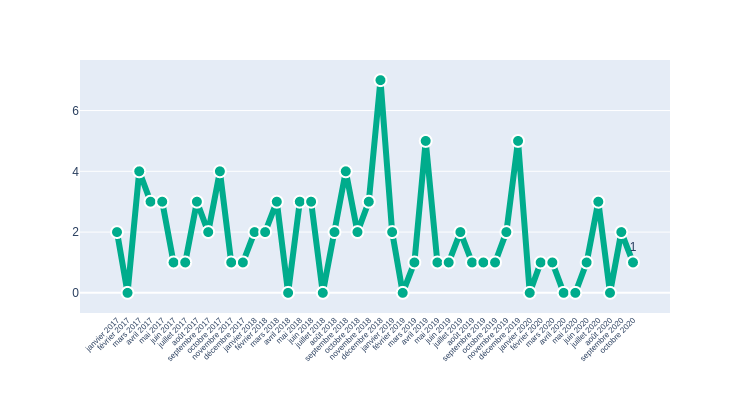 6
4
2
0
1
janvier 2017
février 2017
mars 2017
avril 2017
mai 2017
juin 2017
juillet 2017
août 2017
septembre 2017
octobre 2017
novembre 2017
décembre 2017
janvier 2018
février 2018
mars 2018
avril 2018
mai 2018
juin 2018
juillet 2018
août 2018
septembre 2018
octobre 2018
novembre 2018
décembre 2018
janvier 2019
février 2019
mars 2019
avril 2019
mai 2019
juin 2019
juillet 2019
août 2019
septembre 2019
octobre 2019
novembre 2019
décembre 2019
janvier 2020
février 2020
mars 2020
avril 2020
mai 2020
juin 2020
juillet 2020
août 2020
septembre 2020
octobre 2020